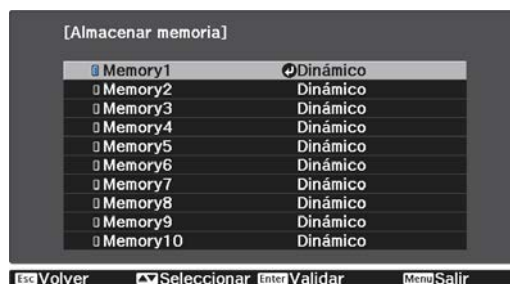 [Almacenar memoria]
Memory1 Dinámico
Memory2 Dinámico
Memory3 Dinámico
Memory4 Dinámico
Memory5 Dinámico
Memory6 Dinámico
Memory7 Dinámico
Memory8 Dinámico
Memory9 Dinámico
Memory10 Dinámico
Esc Volver Seleccionar Enter Validar Menu Salir